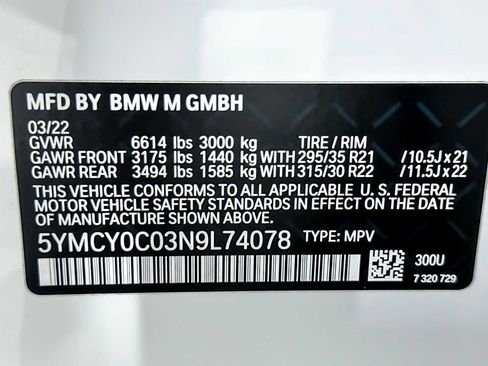 MFD BY BMW M GMBH
03/22
GVWR 6614 lbs 3000 kg TIRE / RIM
GAWR FRONT 3175 lbs 1440 kg WITH 295/35 R21 /10.5J x 21
GAWR REAR 3494 lbs 1585 kg WITH 315/30 R22 /11.5J x 22
THIS VEHICLE CONFORMS TO ALL APPLICABLE U. S. FEDERAL
MOTOR VEHICLE SAFETY STANDARDS IN EFFECT ON THE
DATE OF MANUFACTURE SHOWN ABOVE.
5YMCY0C03N9L74078 TYPE: MPV
300U
7 320 729